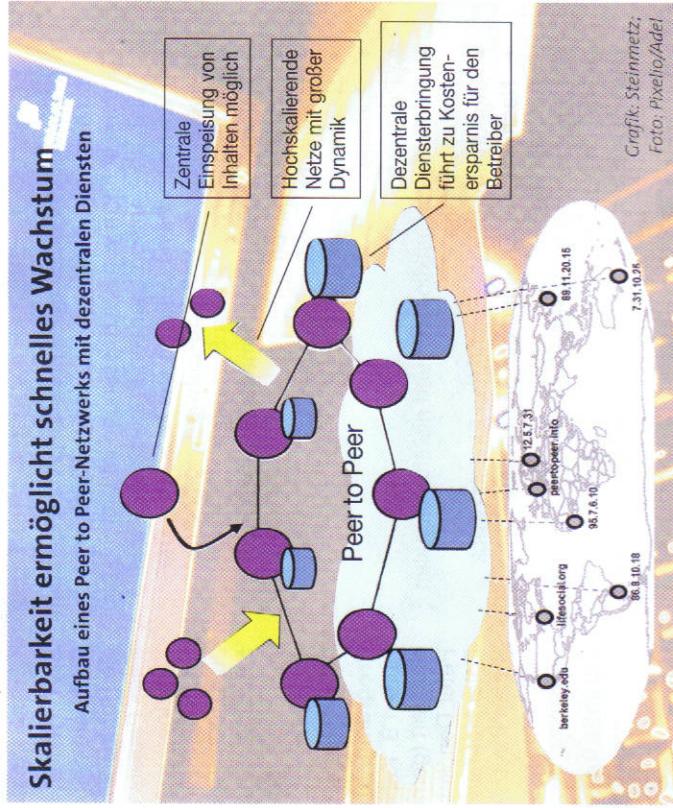 Skalierbarkeit ermöglicht schnelles Wachstum
Aufbau eines Peer to Peer-Netzwerks mit dezentralen Diensten
Zentrale
Einspeisung von
Inhalten möglich
Hochskalierende
Netze mit großer
Dynamik
Dezentrale
Diensterbringung
führt zu Kosten-
ersparnis für den
Betreiber
Peer to Peer
berkeley.edu
lifesocial.org
86.9.10.18
95.7.6.10
peertopeer.info
12.5.7.31
89.11.20.15
7.31.10.25
Grafik: Steinmetz;
Foto: Pixelio/Adel